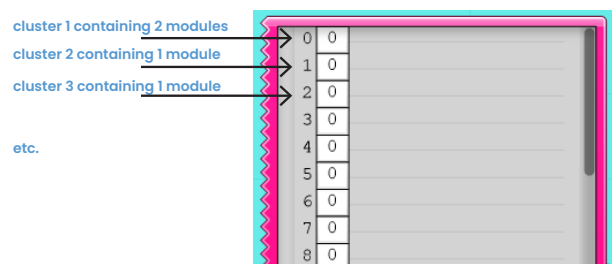 cluster 1 containing 2 modules
0 0
cluster 2 containing 1 module
1 0
cluster 3 containing 1 module
2 0
3 0
etc.
4 0
5 0
6 0
7 0
8 0